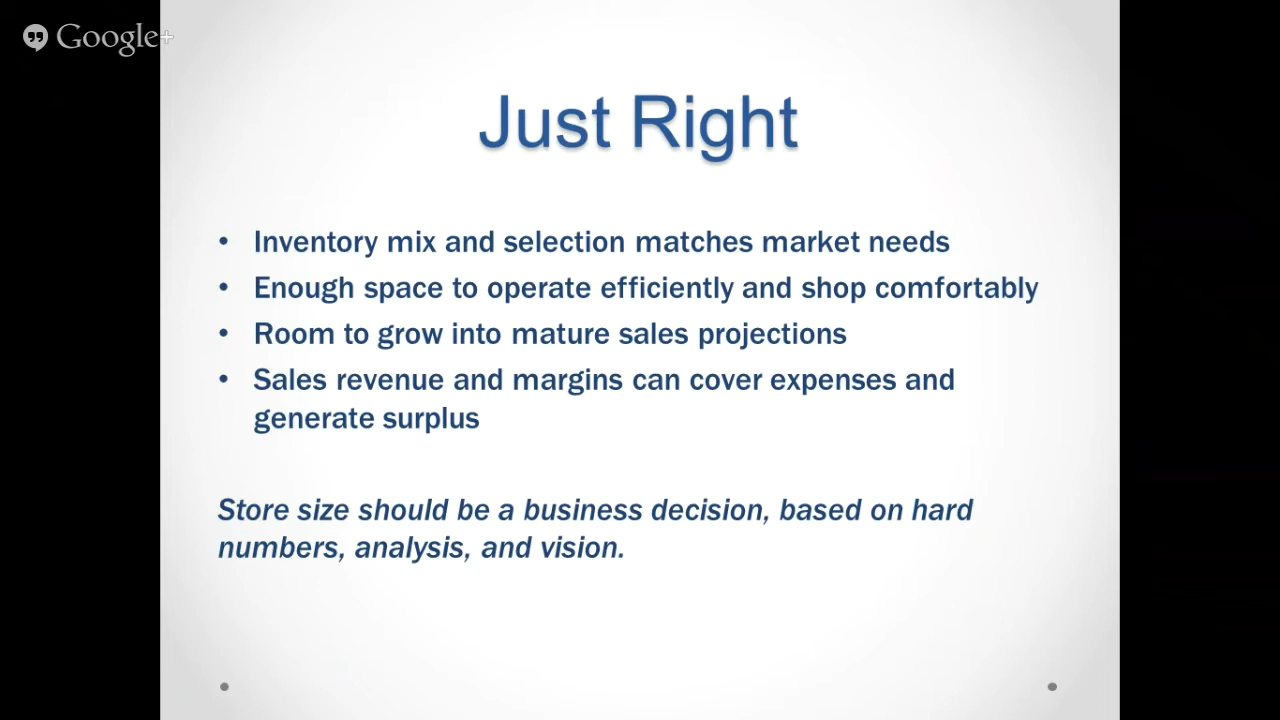 Google+
Just Right
• Inventory mix and selection matches market needs
• Enough space to operate efficiently and shop comfortably
• Room to grow into mature sales projections
• Sales revenue and margins can cover expenses and
generate surplus
Store size should be a business decision, based on hard
numbers, analysis, and vision.